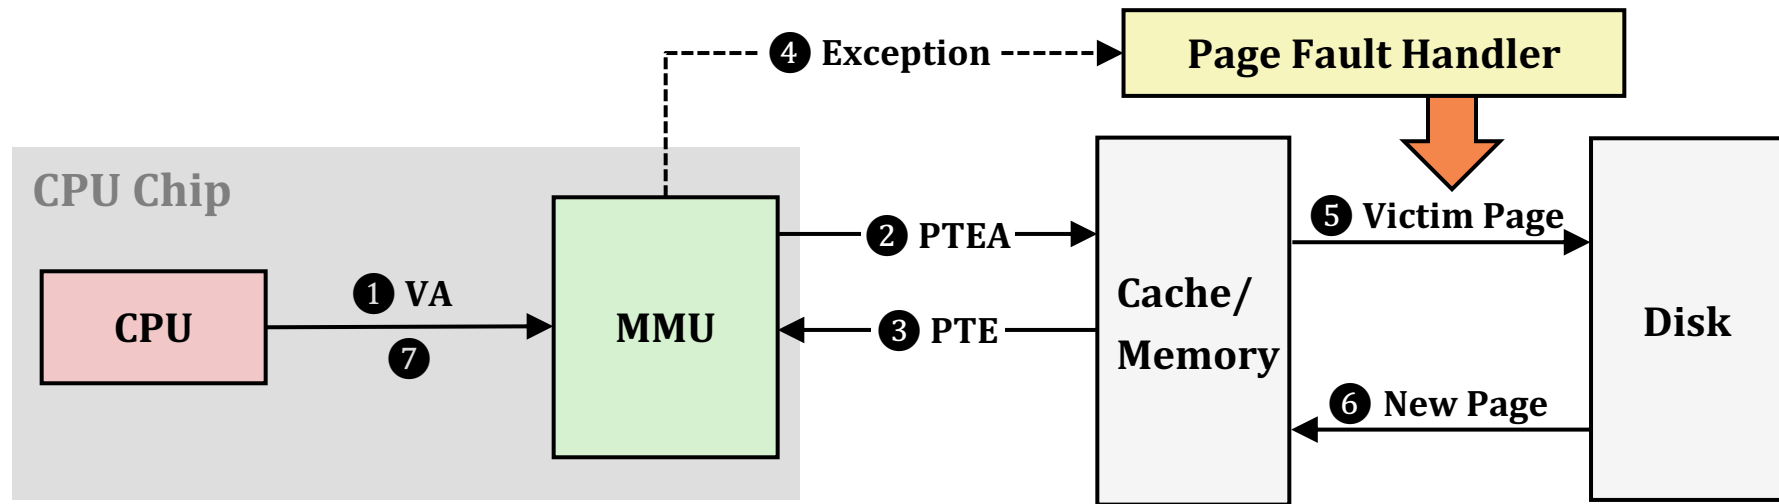 ❹ Exception
Page Fault Handler
CPU Chip
❷ PTEA
❺ Victim Page
❶ VA
CPU
MMU
❸ PTE
Cache/
Memory
Disk
❼
❻ New Page